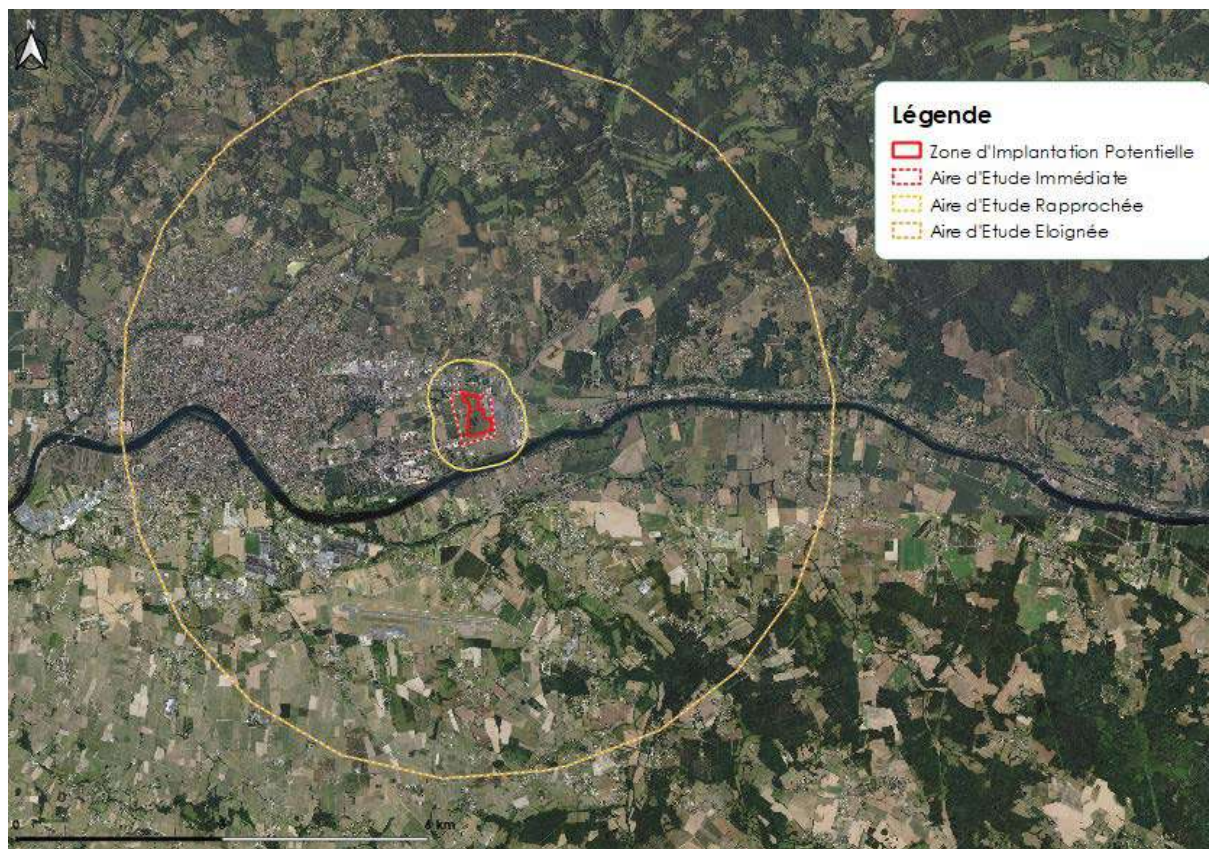 N
Légende
Zone d'Implantation Potentielle
Aire d'Etude Immédiate
Aire d'Etude Rapprochée
Aire d'Etude Eloignée
0 6 km